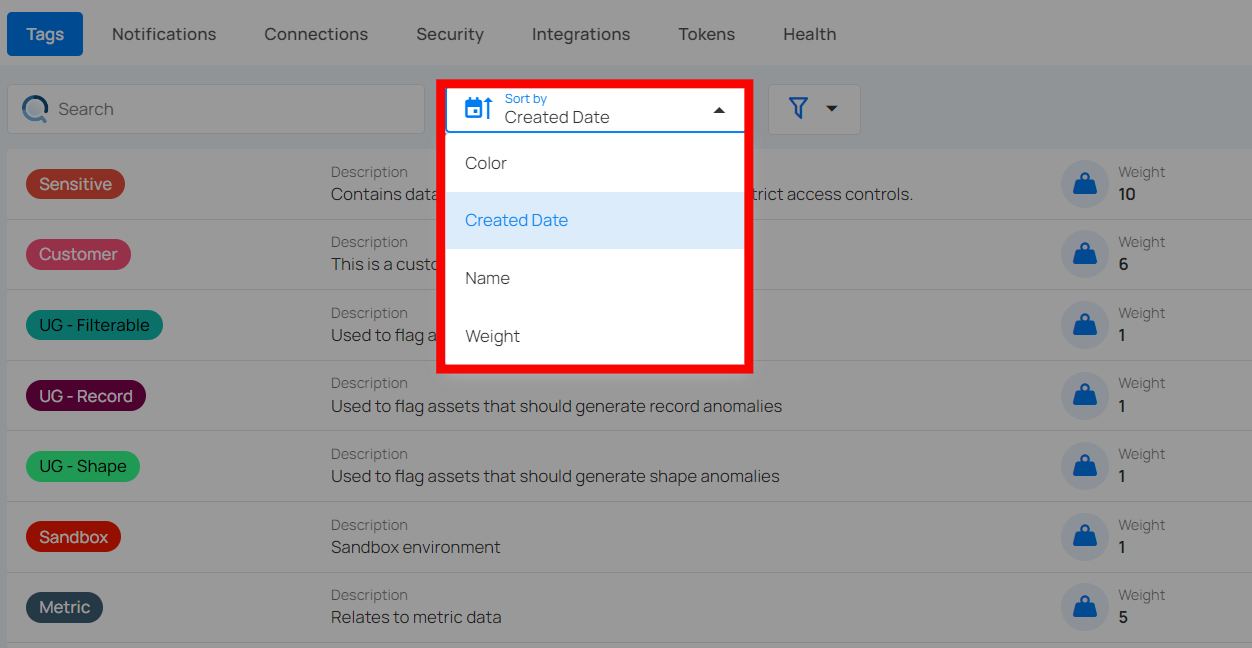 Tags Notifications Connections Security Integrations Tokens Health
Search
Sort by
Created Date
Color
Created Date
Name
Weight
Sensitive
Description
Contains data trict access controls.
Weight
10
Customer
Description
This is a custo
Weight
6
UG - Filterable
Description
Used to flag a
Weight
1
UG - Record
Description
Used to flag assets that should generate record anomalies
Weight
1
UG - Shape
Description
Used to flag assets that should generate shape anomalies
Weight
1
Sandbox
Description
Sandbox environment
Weight
1
Metric
Description
Relates to metric data
Weight
5